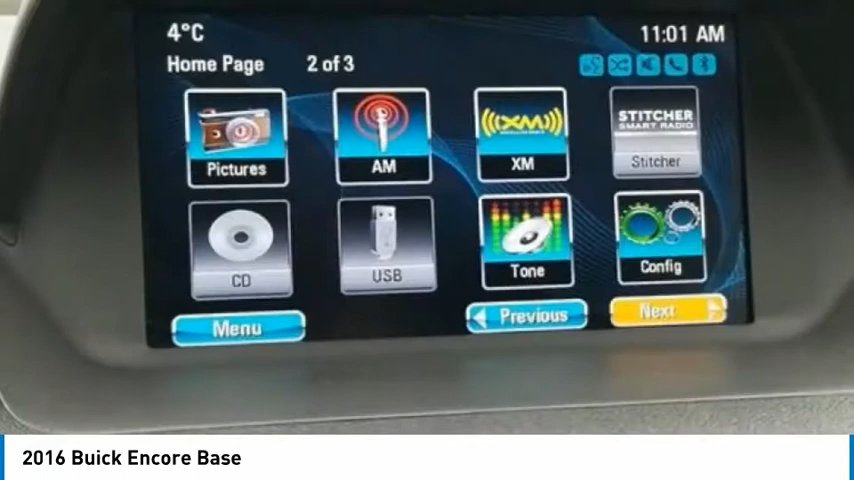 4°C 11:01 AM
Home Page 2 of 3
XM
STITCHER
SMART RADIO
Pictures AM XM Stitcher
CD USB Tone Config
Menu Previous Next
2016 Buick Encore Base